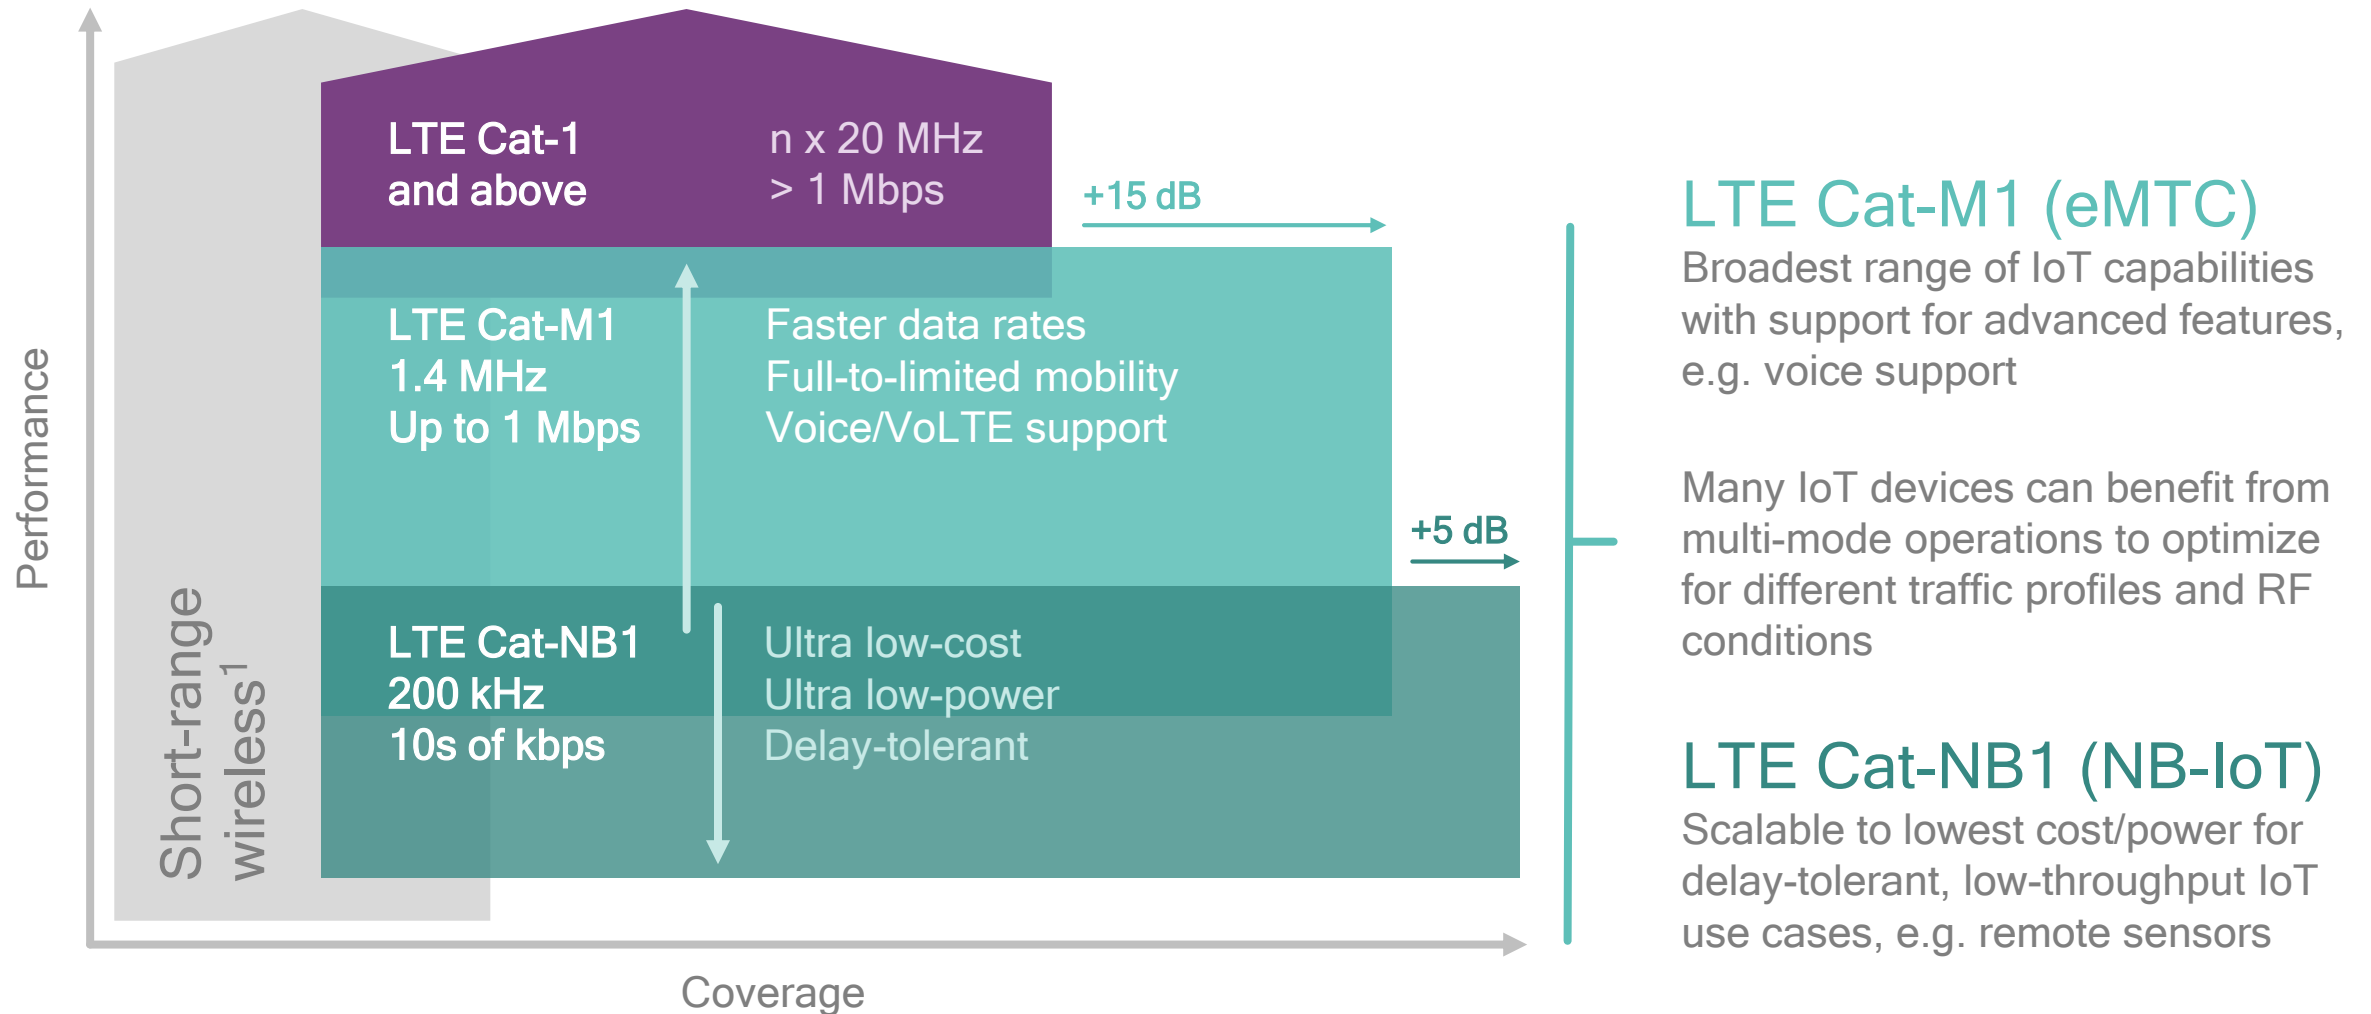 Performance
Short-range
wireless1
LTE Cat-1
and above
n x 20 MHz
> 1 Mbps
+15 dB
LTE Cat-M1
1.4 MHz
Up to 1 Mbps
Faster data rates
Full-to-limited mobility
Voice/VoLTE support
+5 dB
LTE Cat-NB1
200 kHz
10s of kbps
Ultra low-cost
Ultra low-power
Delay-tolerant
Coverage
LTE Cat-M1 (eMTC)
Broadest range of IoT capabilities
with support for advanced features,
e.g. voice support
Many IoT devices can benefit from
multi-mode operations to optimize
for different traffic profiles and RF
conditions
LTE Cat-NB1 (NB-IoT)
Scalable to lowest cost/power for
delay-tolerant, low-throughput IoT
use cases, e.g. remote sensors